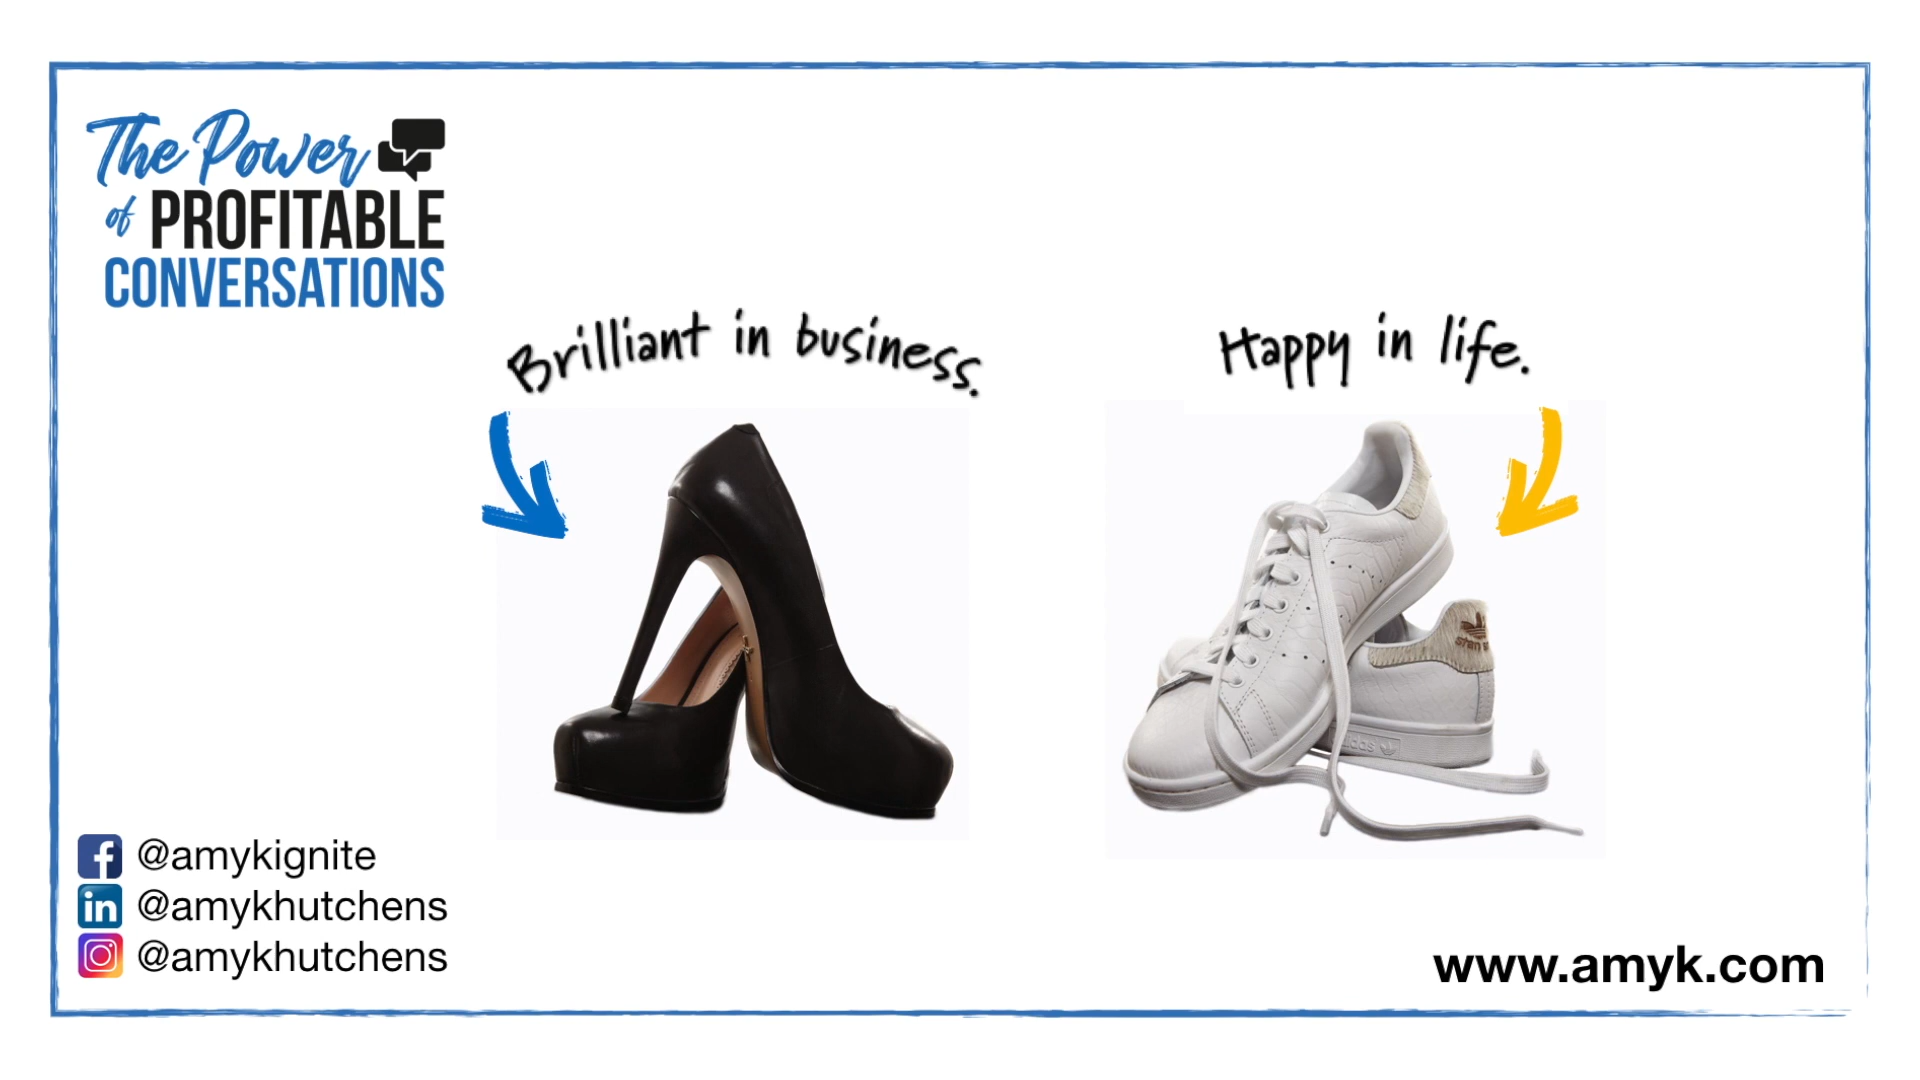 The Power
of PROFITABLE
CONVERSATIONS
Brilliant in business.
Happy in life.
@amykignite
@amykhutchens
@amykhutchens
www.amyk.com